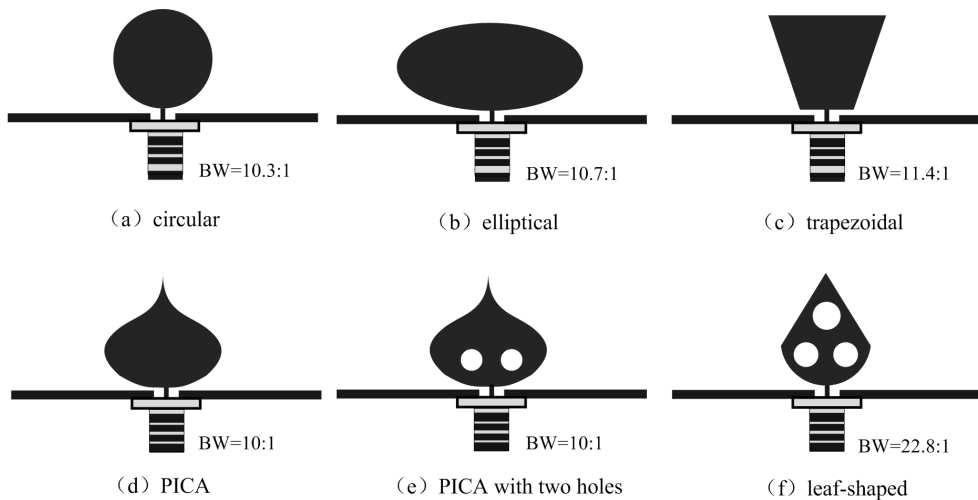 BW=10.3:1
BW=10.7:1
BW=11.4:1
（a）circular
（b）elliptical
（c）trapezoidal
BW=10:1
BW=10:1
BW=22.8:1
（d）PICA
（e）PICA with two holes
（f）leaf-shaped